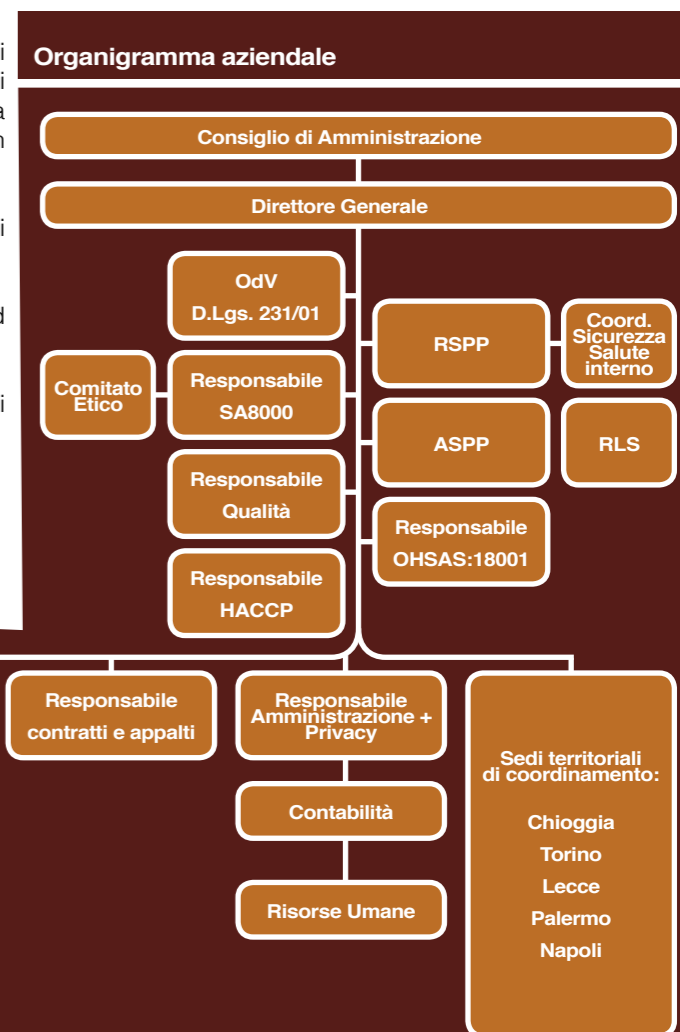 Organigramma aziendale
Consiglio di Amministrazione
Direttore Generale
OdV
D.Lgs. 231/01
RSPP
Coord.
Sicurezza
Salute
interno
Comitato
Etico
Responsabile
SA8000
ASPP
RLS
Responsabile
Qualità
Responsabile
OHSAS:18001
Responsabile
HACCP
Responsabile
contratti e appalti
Responsabile
Amministrazione +
Privacy
Contabilità
Risorse Umane
Sedi territoriali
di coordinamento:
Chioggia
Torino
Lecce
Palermo
Napoli